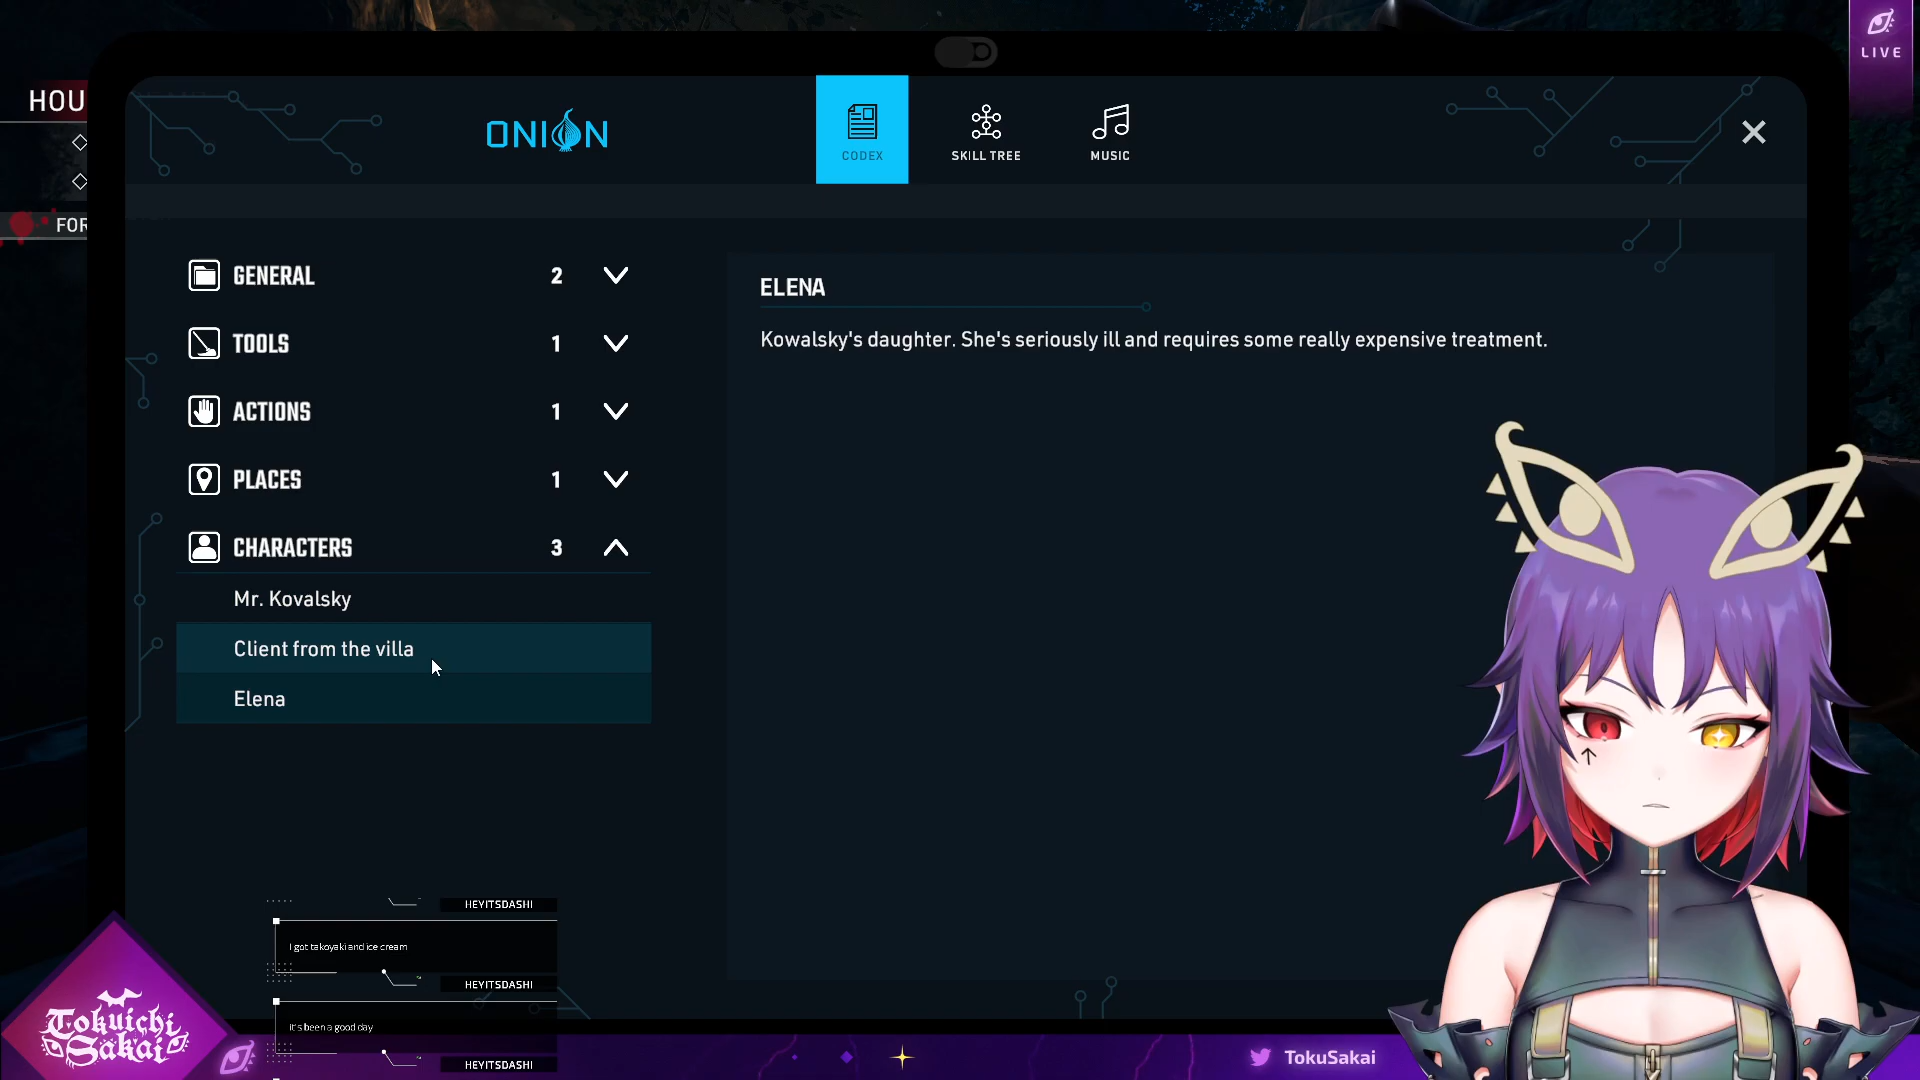 LIVE
HOU
FOR
ONION
CODEX
SKILL TREE
MUSIC
GENERAL 2
TOOLS 1
ACTIONS 1
PLACES 1
CHARACTERS 3
Mr. Kovalsky
Client from the villa
Elena
ELENA
Kowalsky's daughter. She's seriously ill and requires some really expensive treatment.
HEYITSDASHI
I got takoyaki and ice cream
HEYITSDASHI
it's been a good day
HEYITSDASHI
Tokuichi
Sakai
TokuSakai